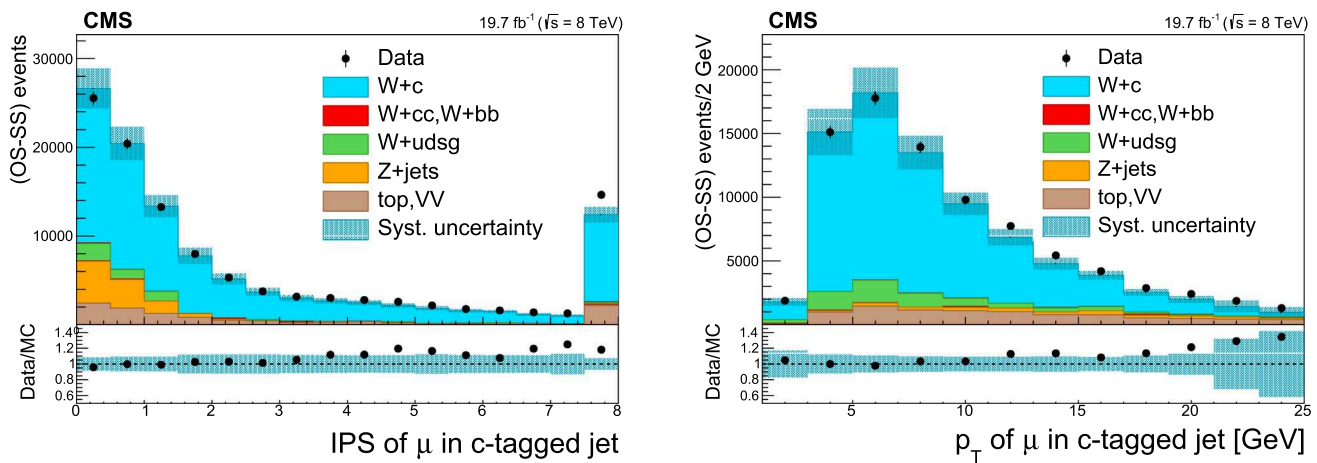 CMS
19.7 fb⁻¹ (√s = 8 TeV)
(OS-SS) events
30000
20000
10000
Data
W+c
W+cc,W+bb
W+udsg
Z+jets
top,VV
Syst. uncertainty
Data/MC
1.40
1.2
1
0.8
0.6
0 1 2 3 4 5 6 7 8
IPS of μ in c-tagged jet
CMS
19.7 fb⁻¹ (√s = 8 TeV)
(OS-SS) events/2 GeV
20000
15000
10000
5000
Data
W+c
W+cc,W+bb
W+udsg
Z+jets
top,VV
Syst. uncertainty
Data/MC
1.40
1.2
1
0.8
0.6
5 10 15 20 25
p_T of μ in c-tagged jet [GeV]